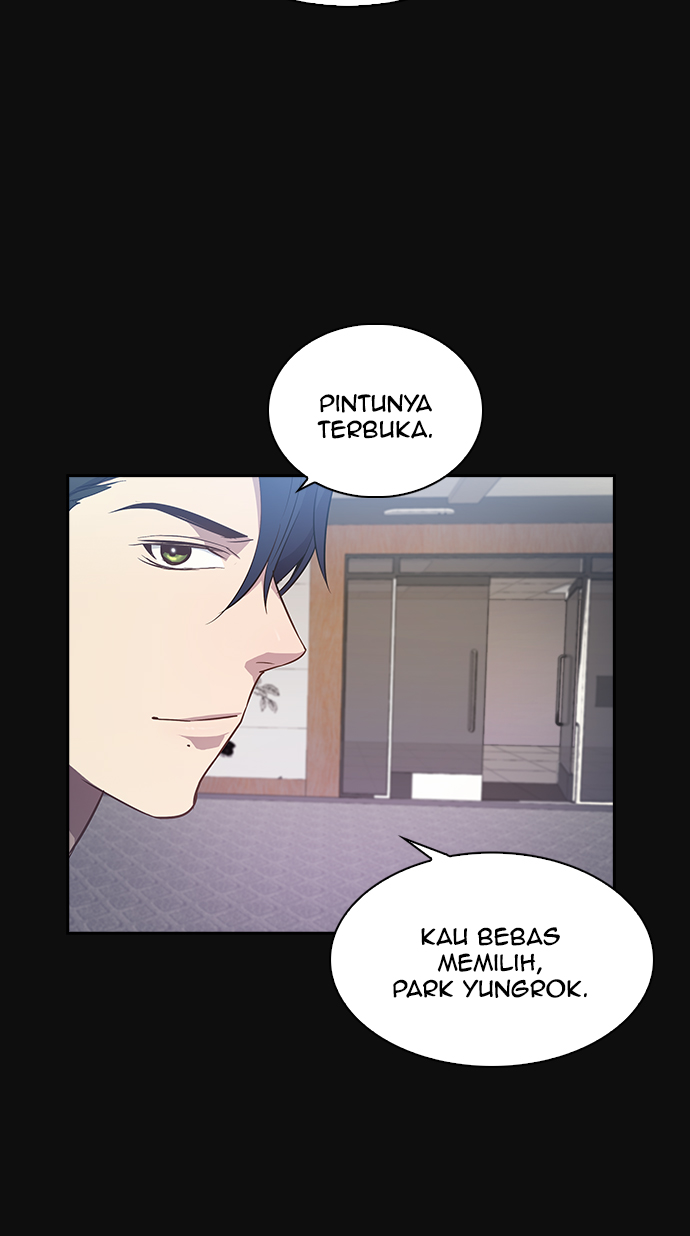 PINTUNYA
TERBUKA.
KAU BEBAS
MEMILIH,
PARK YUNGROK.